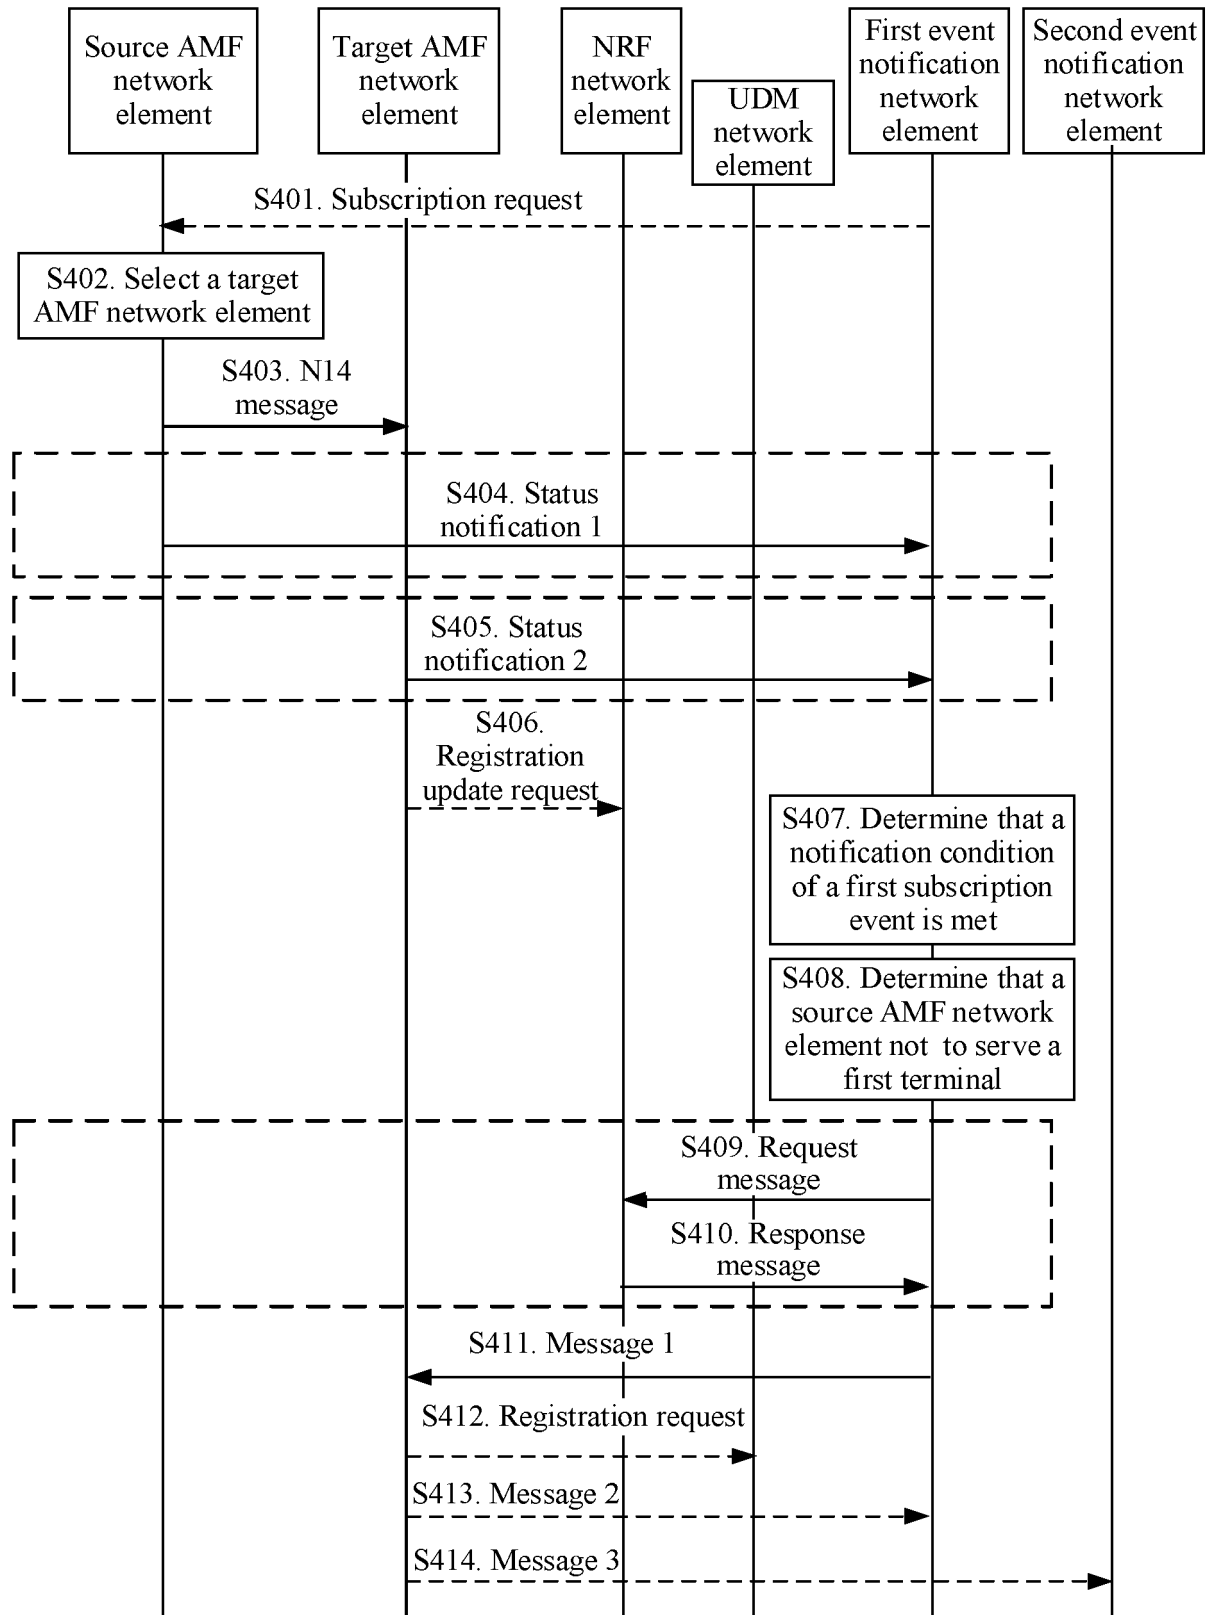 Source AMF
network
element
Target AMF
network
element
NRF
network
element
UDM
network
element
First event
notification
network
element
Second event
notification
network
element
S401. Subscription request
S402. Select a target
AMF network element
S403. N14
message
S404. Status
notification 1
S405. Status
notification 2
S406.
Registration
update request
S407. Determine that a
notification condition
of a first subscription
event is met
S408. Determine that a
source AMF network
element not to serve a
first terminal
S409. Request
message
S410. Response
message
S411. Message 1
S412. Registration request
S413. Message 2
S414. Message 3